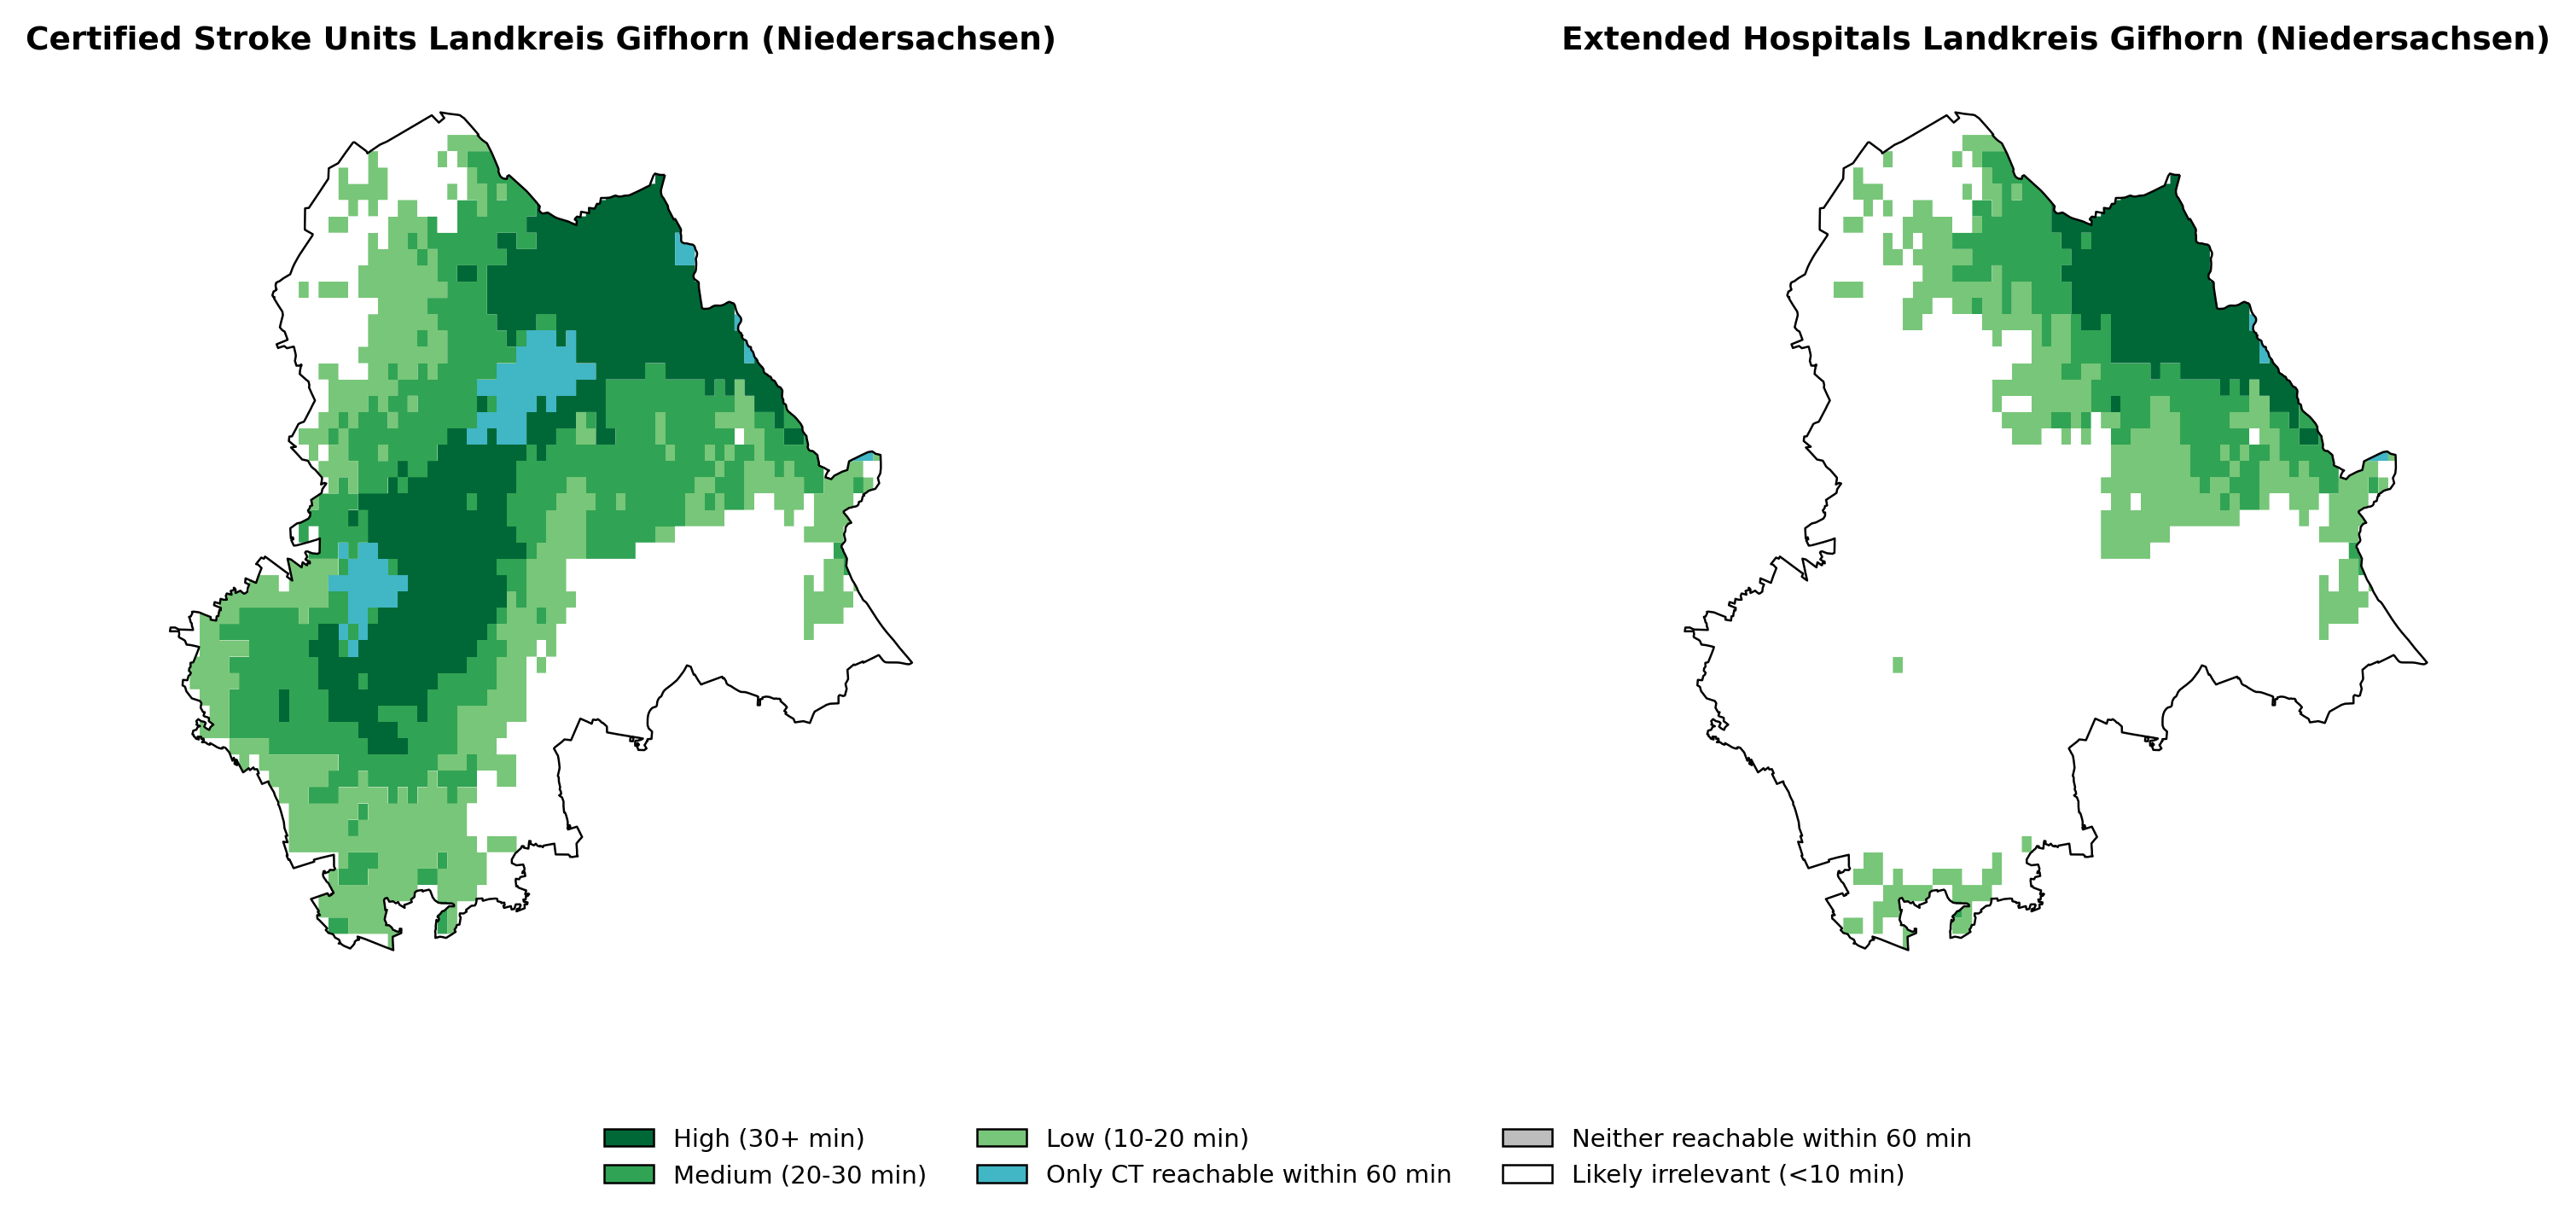 Certified Stroke Units Landkreis Gifhorn (Niedersachsen)
Extended Hospitals Landkreis Gifhorn (Niedersachsen)
High (30+ min)
Medium (20-30 min)
Low (10-20 min)
Only CT reachable within 60 min
Neither reachable within 60 min
Likely irrelevant (<10 min)